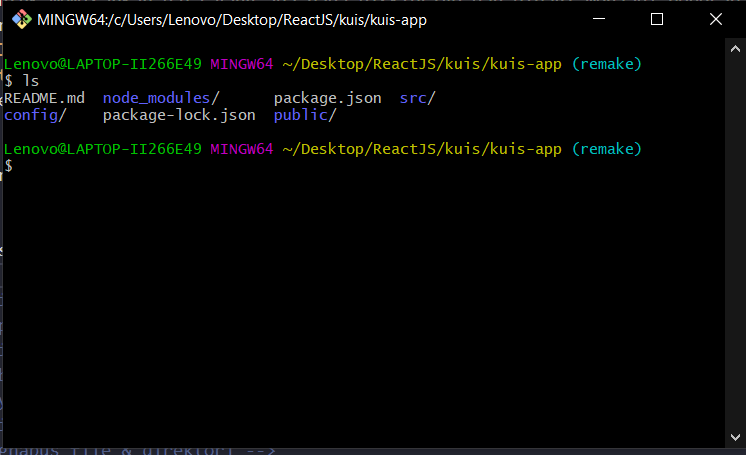 MINGW64:/c/Users/Lenovo/Desktop/ReactJS/kuis/kuis-app
Lenovo@LAPTOP-II266E49 MINGW64 ~/Desktop/ReactJS/kuis/kuis-app (remake)
$ ls
README.md  node_modules/      package.json  src/
config/    package-lock.json  public/
Lenovo@LAPTOP-II266E49 MINGW64 ~/Desktop/ReactJS/kuis/kuis-app (remake)
$
file & direktori -->